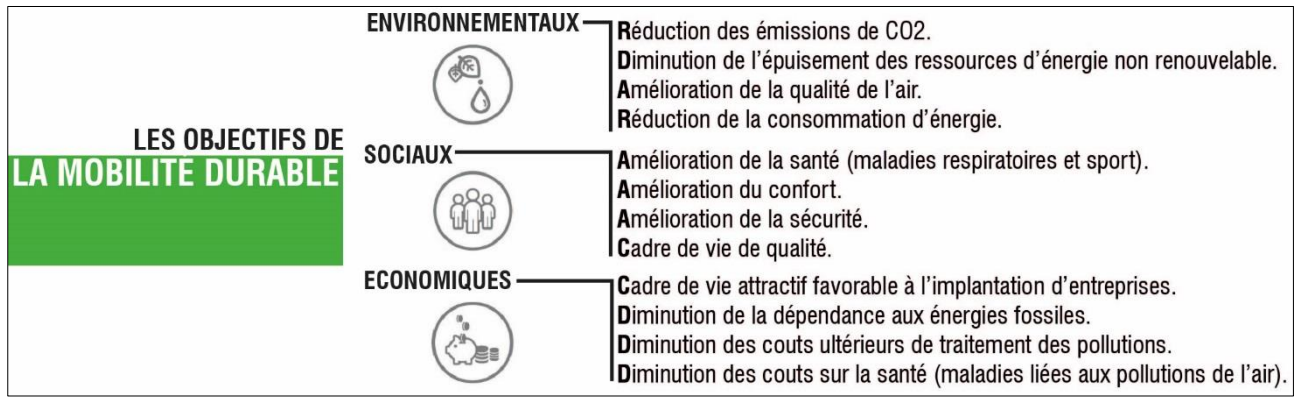 LES OBJECTIFS DE
LA MOBILITÉ DURABLE
ENVIRONNEMENTAUX
Réduction des émissions de CO2.
Diminution de l'épuisement des ressources d'énergie non renouvelable.
Amélioration de la qualité de l'air.
Réduction de la consommation d'énergie.
SOCIAUX
Amélioration de la santé (maladies respiratoires et sport).
Amélioration du confort.
Amélioration de la sécurité.
Cadre de vie de qualité.
ECONOMIQUES
Cadre de vie attractif favorable à l'implantation d'entreprises.
Diminution de la dépendance aux énergies fossiles.
Diminution des couts ultérieurs de traitement des pollutions.
Diminution des couts sur la santé (maladies liées aux pollutions de l'air).